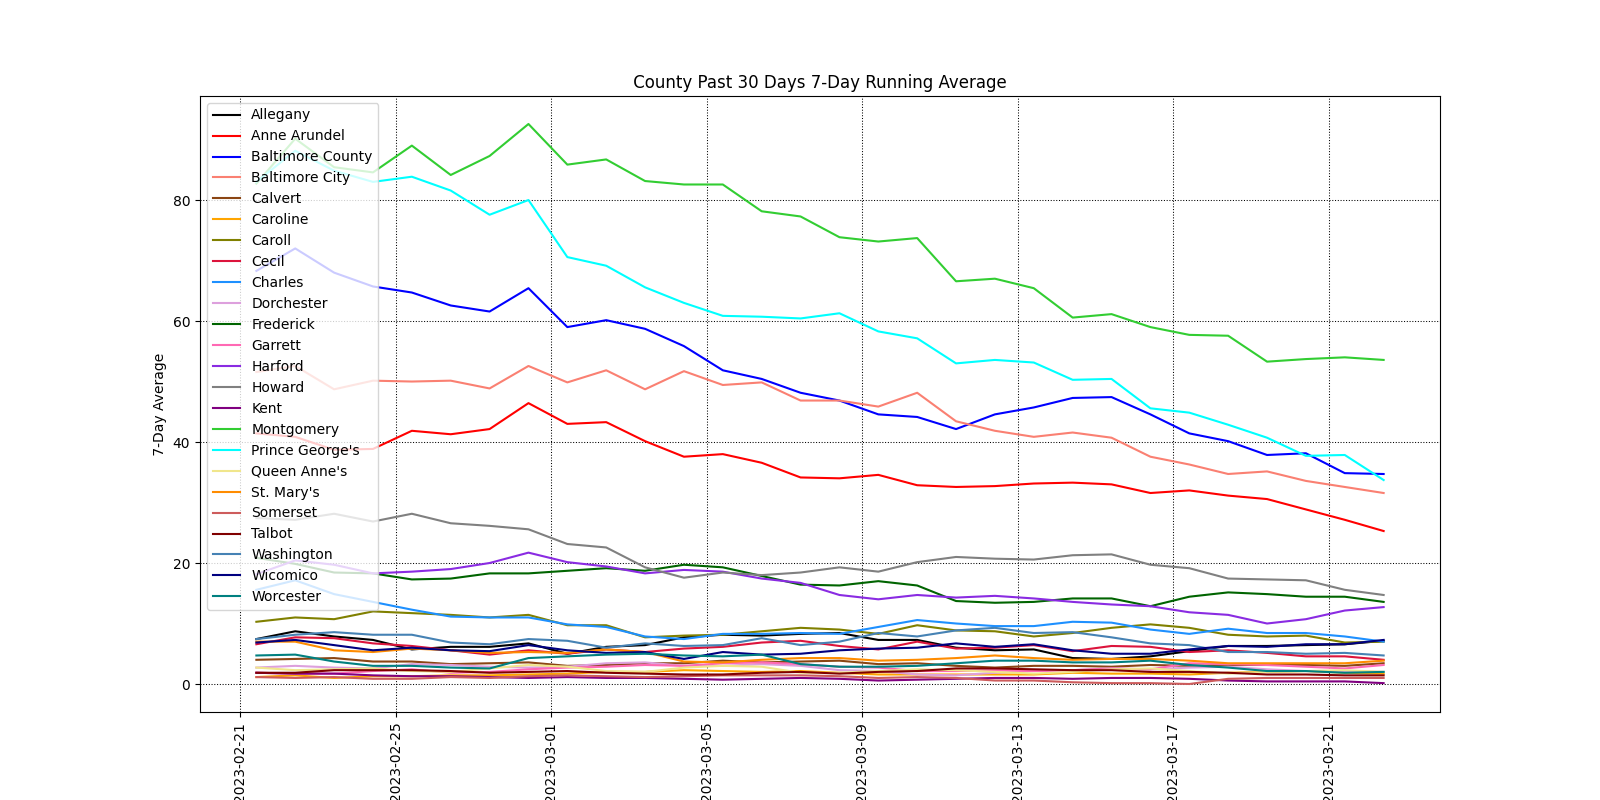 County Past 30 Days 7-Day Running Average
Allegany
Anne Arundel
Baltimore County
Baltimore City
Calvert
Caroline
Caroll
Cecil
Charles
Dorchester
Frederick
Garrett
Harford
Howard
Kent
Montgomery
Prince George's
Queen Anne's
St. Mary's
Somerset
Talbot
Washington
Wicomico
Worcester
7-Day Average
80
60
40
20
0
2023-02-21
2023-02-25
2023-03-01
2023-03-05
2023-03-09
2023-03-13
2023-03-17
2023-03-21